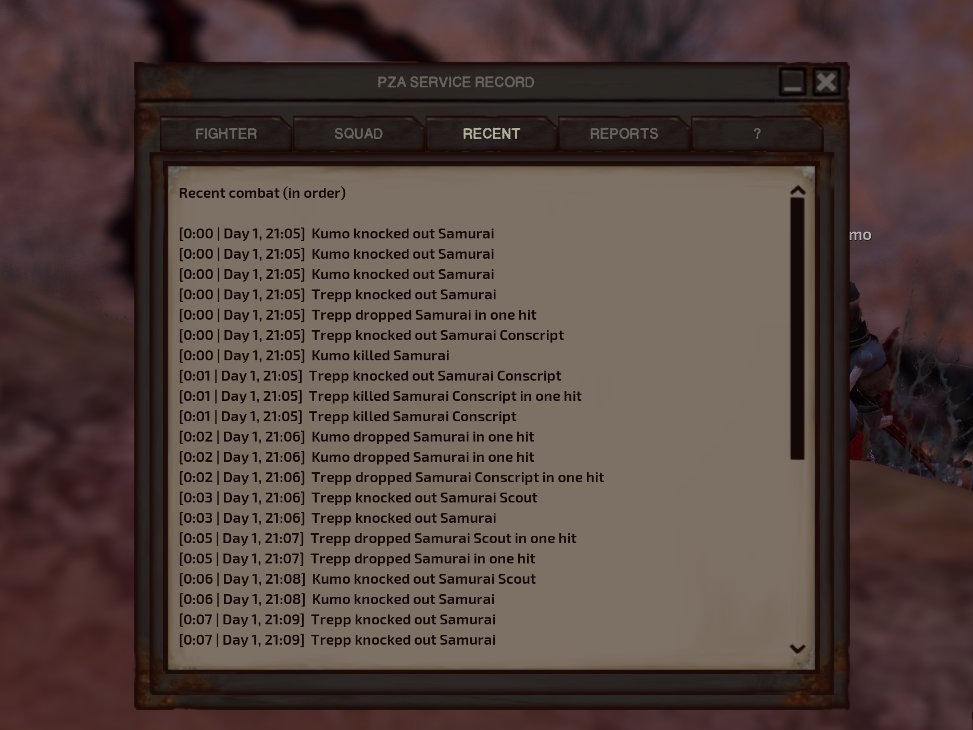 PZA SERVICE RECORD
FIGHTER SQUAD RECENT REPORTS ?
Recent combat (in order)
[0:00 | Day 1, 21:05] Kumo knocked out Samurai
[0:00 | Day 1, 21:05] Kumo knocked out Samurai
[0:00 | Day 1, 21:05] Kumo knocked out Samurai
[0:00 | Day 1, 21:05] Trepp knocked out Samurai
[0:00 | Day 1, 21:05] Trepp dropped Samurai in one hit
[0:00 | Day 1, 21:05] Trepp knocked out Samurai Conscript
[0:00 | Day 1, 21:05] Kumo killed Samurai
[0:01 | Day 1, 21:05] Trepp knocked out Samurai Conscript
[0:01 | Day 1, 21:05] Trepp killed Samurai Conscript in one hit
[0:01 | Day 1, 21:05] Trepp killed Samurai Conscript
[0:02 | Day 1, 21:06] Kumo dropped Samurai in one hit
[0:02 | Day 1, 21:06] Kumo dropped Samurai in one hit
[0:02 | Day 1, 21:06] Trepp dropped Samurai Conscript in one hit
[0:03 | Day 1, 21:06] Trepp knocked out Samurai Scout
[0:03 | Day 1, 21:06] Trepp knocked out Samurai
[0:05 | Day 1, 21:07] Trepp dropped Samurai Scout in one hit
[0:05 | Day 1, 21:07] Trepp dropped Samurai in one hit
[0:06 | Day 1, 21:08] Kumo knocked out Samurai Scout
[0:06 | Day 1, 21:08] Kumo knocked out Samurai
[0:07 | Day 1, 21:09] Trepp knocked out Samurai
[0:07 | Day 1, 21:09] Trepp knocked out Samurai
mo